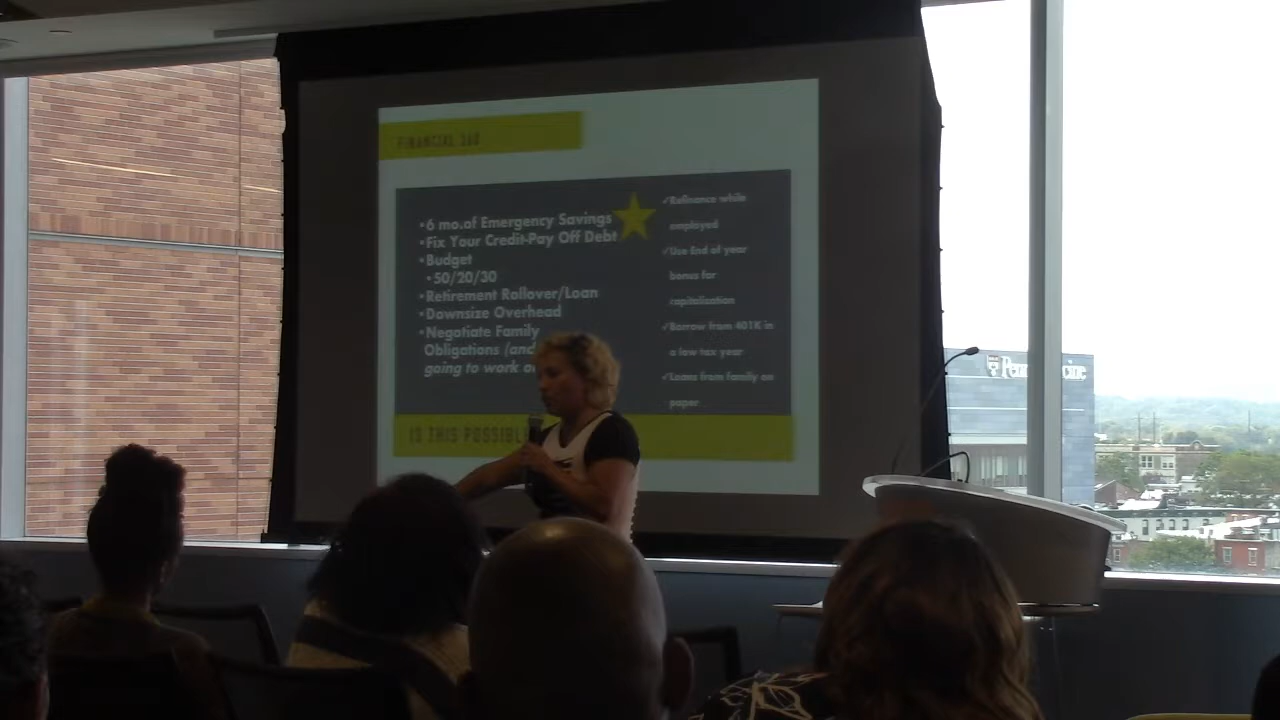 FINANCIAL 360
•6 mo.of Emergency Savings
•Fix Your Credit-Pay Off Debt
•Budget
•50/20/30
•Retirement Rollover/Loan
•Downsize Overhead
•Negotiate Family
Obligations (and
going to work
✓Refinance while
employed
✓Use End of year
bonus for
capitalization
✓Borrow from 401K in
a low tax year
✓Loans from family on
paper
IS THIS POSSIBL
Penn